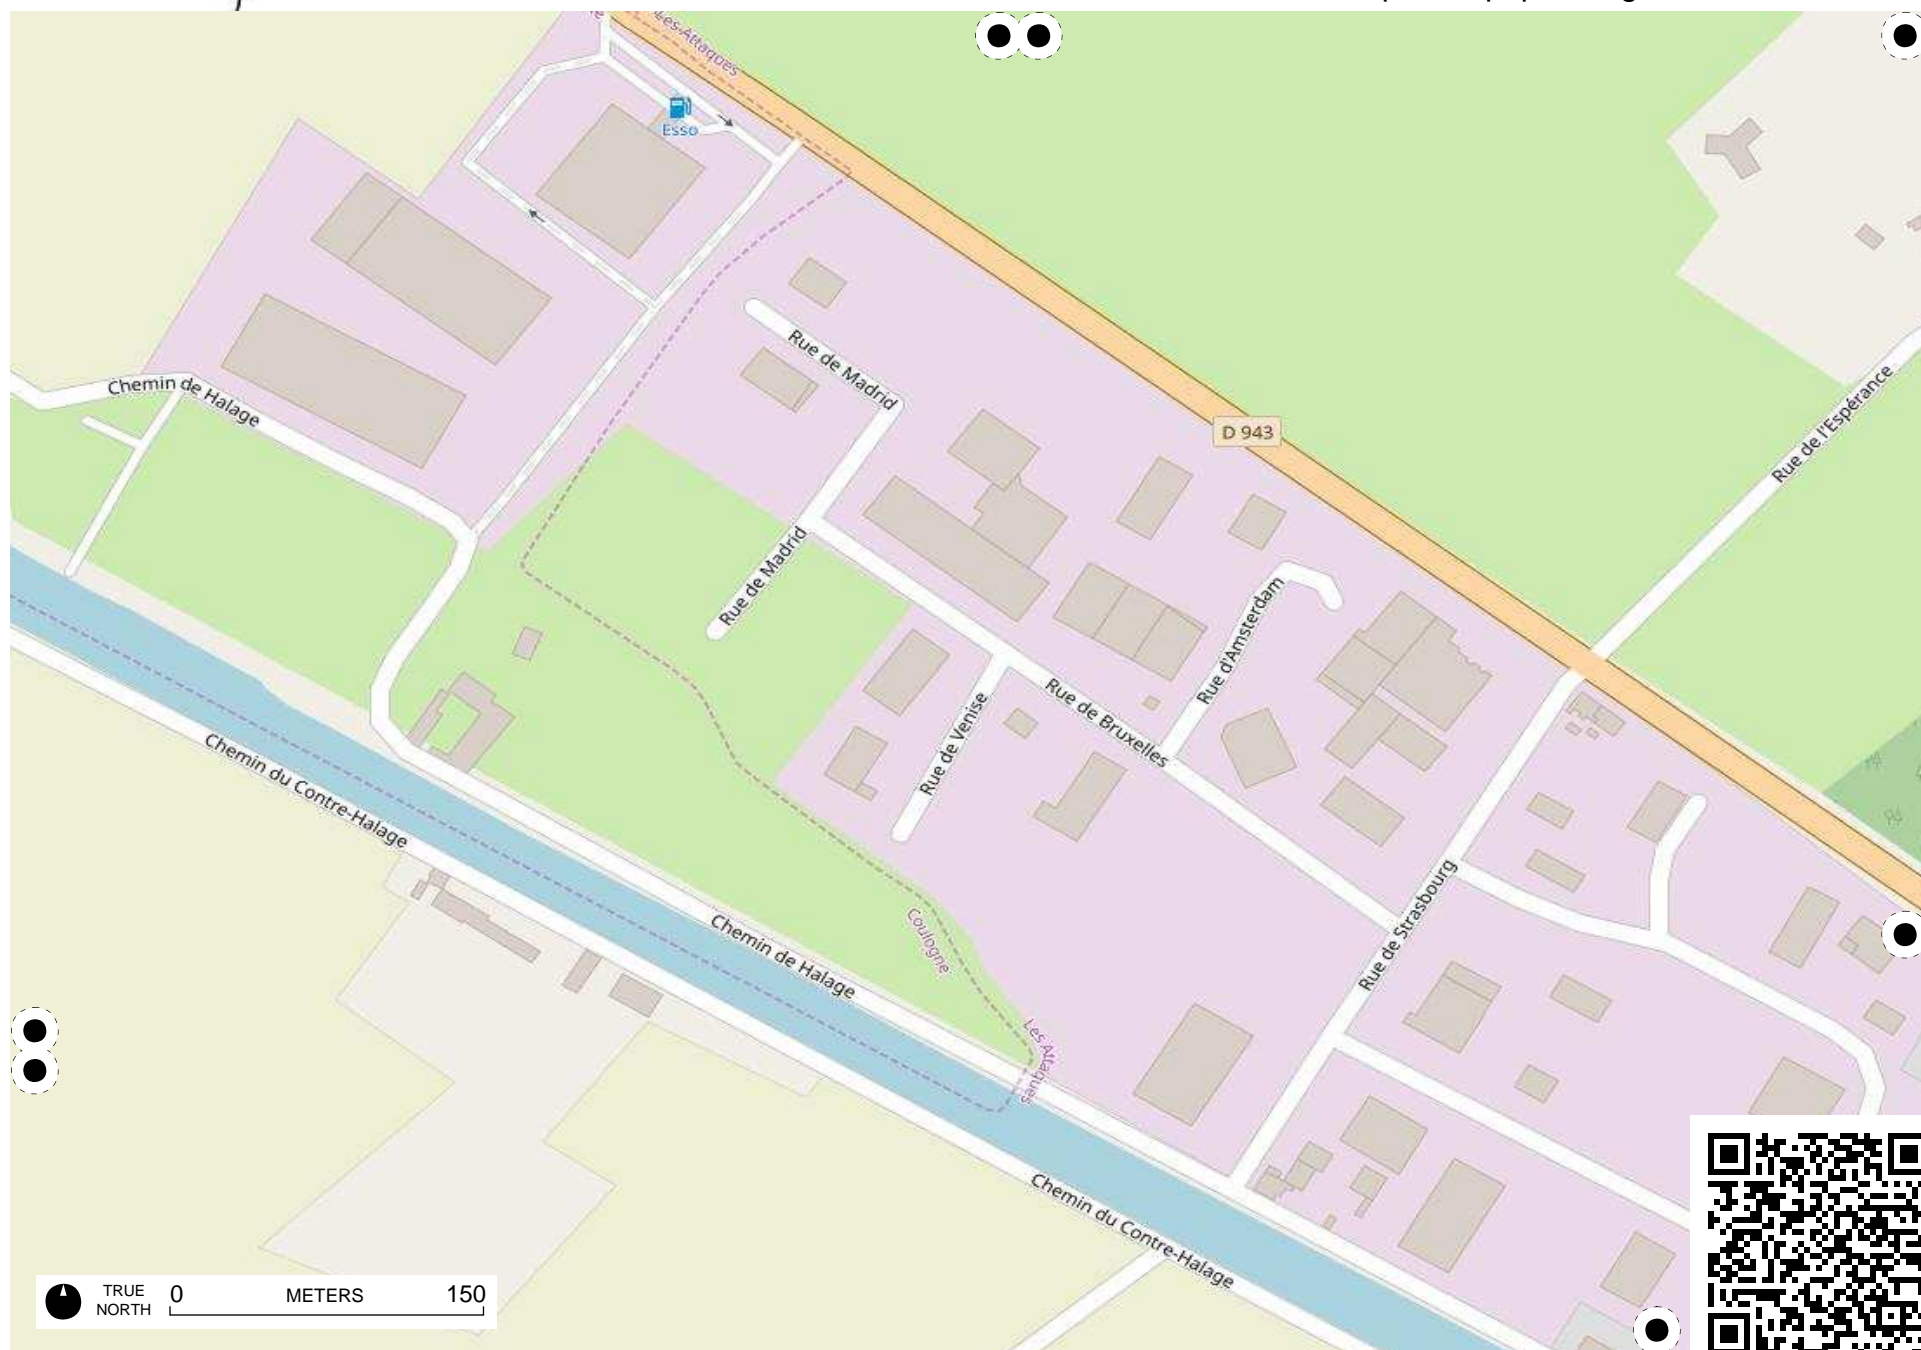 Les-Attaques
Esso
Rue de Madrid
Chemin de Halage
D 943
Rue de l'Espérance
Rue de Madrid
Rue d'Amsterdam
Rue de Bruxelles
Rue de Venise
Chemin du Contre-Halage
Rue de Strasbourg
Coulogne
Chemin de Halage
Les Attaques
Chemin du Contre-Halage
TRUE NORTH
0 METERS 150